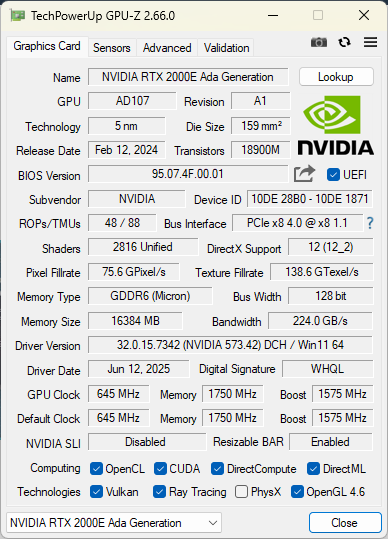 TechPowerUp GPU-Z 2.66.0
Graphics Card Sensors Advanced Validation
Name NVIDIA RTX 2000E Ada Generation Lookup
GPU AD107 Revision A1
Technology 5 nm Die Size 159 mm²
Release Date Feb 12, 2024 Transistors 18900M
NVIDIA
BIOS Version 95.07.4F.00.01 UEFI
Subvendor NVIDIA Device ID 10DE 28B0 - 10DE 1871
ROPs/TMUs 48 / 88 Bus Interface PCIe x8 4.0 @ x8 1.1 ?
Shaders 2816 Unified DirectX Support 12 (12_2)
Pixel Fillrate 75.6 GPixel/s Texture Fillrate 138.6 GTexel/s
Memory Type GDDR6 (Micron) Bus Width 128 bit
Memory Size 16384 MB Bandwidth 224.0 GB/s
Driver Version 32.0.15.7342 (NVIDIA 573.42) DCH / Win11 64
Driver Date Jun 12, 2025 Digital Signature WHQL
GPU Clock 645 MHz Memory 1750 MHz Boost 1575 MHz
Default Clock 645 MHz Memory 1750 MHz Boost 1575 MHz
NVIDIA SLI Disabled Resizable BAR Enabled
Computing OpenCL CUDA DirectCompute DirectML
Technologies Vulkan Ray Tracing PhysX OpenGL 4.6
NVIDIA RTX 2000E Ada Generation Close